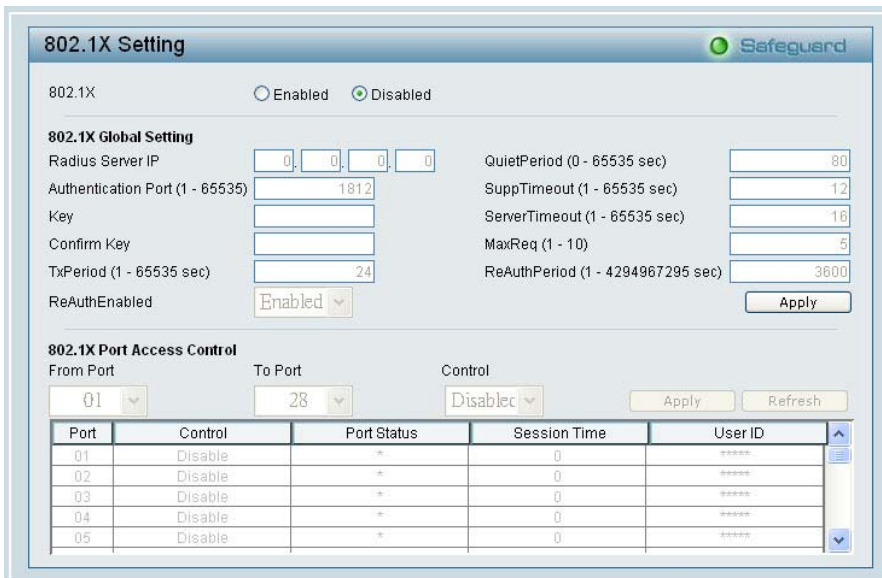 802.1X Setting
Safeguard
802.1X Enabled Disabled
802.1X Global Setting
Radius Server IP 0. 0. 0. 0 QuietPeriod (0 - 65535 sec) 80
Authentication Port (1 - 65535) 1812 SuppTimeout (1 - 65535 sec) 12
Key ServerTimeout (1 - 65535 sec) 16
Confirm Key MaxReq (1 - 10) 5
TxPeriod (1 - 65535 sec) 24 ReAuthPeriod (1 - 4294967295 sec) 3600
ReAuthEnabled Enabled Apply
802.1X Port Access Control
From Port To Port Control
01 28 Disabled Apply Refresh
Port Control Port Status Session Time User ID
01 Disable * 0 *****
02 Disable * 0 *****
03 Disable * 0 *****
04 Disable * 0 *****
05 Disable * 0 *****